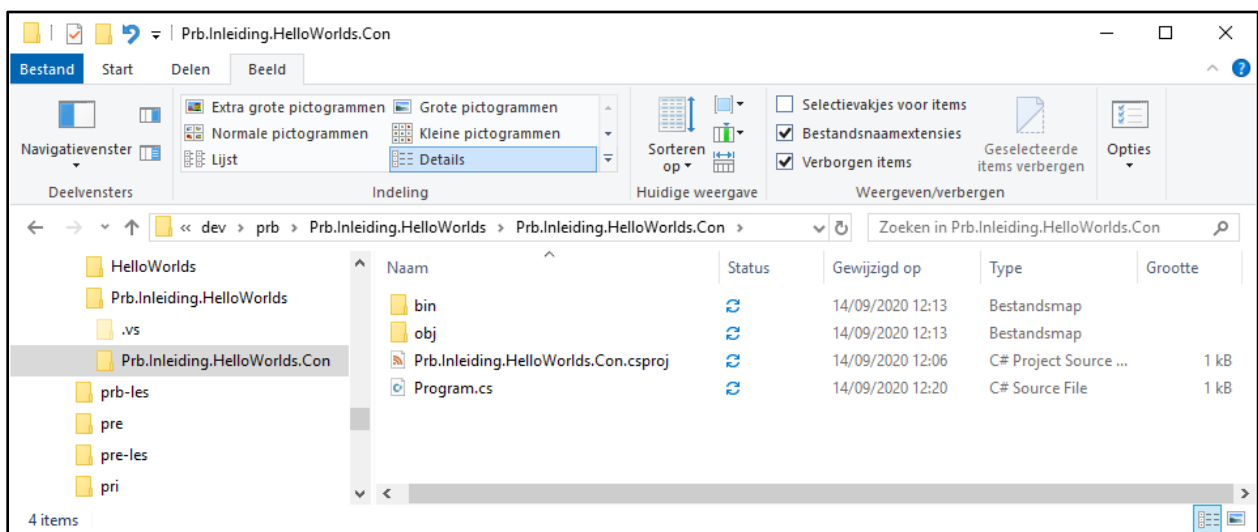 Prb.Inleiding.HelloWorlds.Con
Bestand Start Delen Beeld
Extra grote pictogrammen Grote pictogrammen Selectievakjes voor items
Normale pictogrammen Kleine pictogrammen Bestandsnaamextensies
Navigatievenster Lijst Details Sorteren op Verborgen items Geselecteerde items verbergen Opties
Deelvensters Indeling Huidige weergave Weergeven/verbergen
« dev > prb > Prb.Inleiding.HelloWorlds > Prb.Inleiding.HelloWorlds.Con > Zoeken in Prb.Inleiding.HelloWorlds.Con
HelloWorlds
Prb.Inleiding.HelloWorlds
.vs
Prb.Inleiding.HelloWorlds.Con
prb-les
pre
pre-les
pri
Naam Status Gewijzigd op Type Grootte
bin 14/09/2020 12:13 Bestandsmap
obj 14/09/2020 12:13 Bestandsmap
Prb.Inleiding.HelloWorlds.Con.csproj 14/09/2020 12:06 C# Project Source ... 1 kB
Program.cs 14/09/2020 12:20 C# Source File 1 kB
4 items